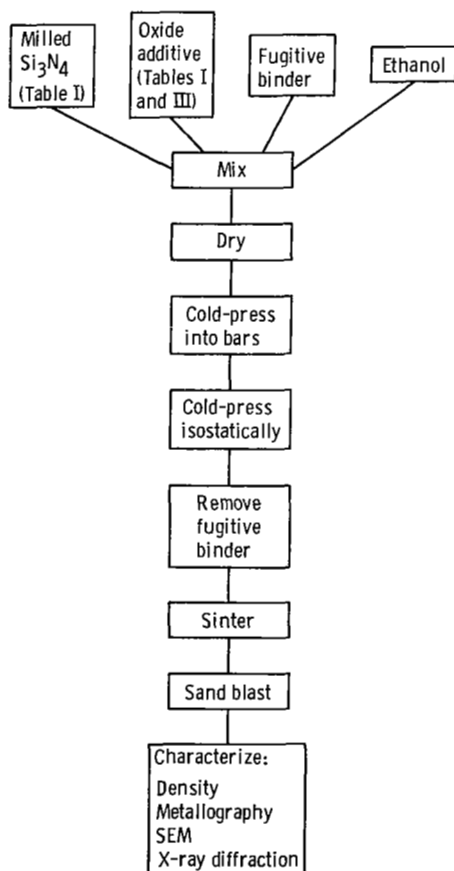 Milled
Si3N4
(Table I)
Oxide
additive
(Tables I
and III)
Fugitive
binder
Ethanol
Mix
Dry
Cold-press
into bars
Cold-press
isostatically
Remove
fugitive
binder
Sinter
Sand blast
Characterize:
Density
Metallography
SEM
X-ray diffraction